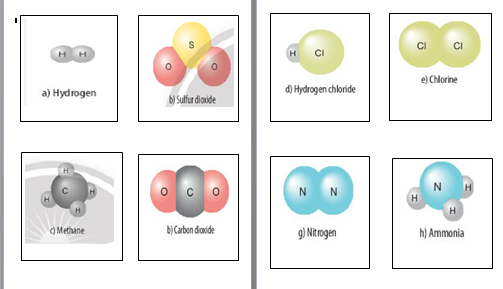 H H
a) Hydrogen
S
O O
b) Sulfur dioxide
H Cl
d) Hydrogen chloride
Cl Cl
e) Chlorine
H
C H
H
H
c) Methane
O C O
b) Carbon dioxide
N N
g) Nitrogen
N H
H
H
h) Ammonia